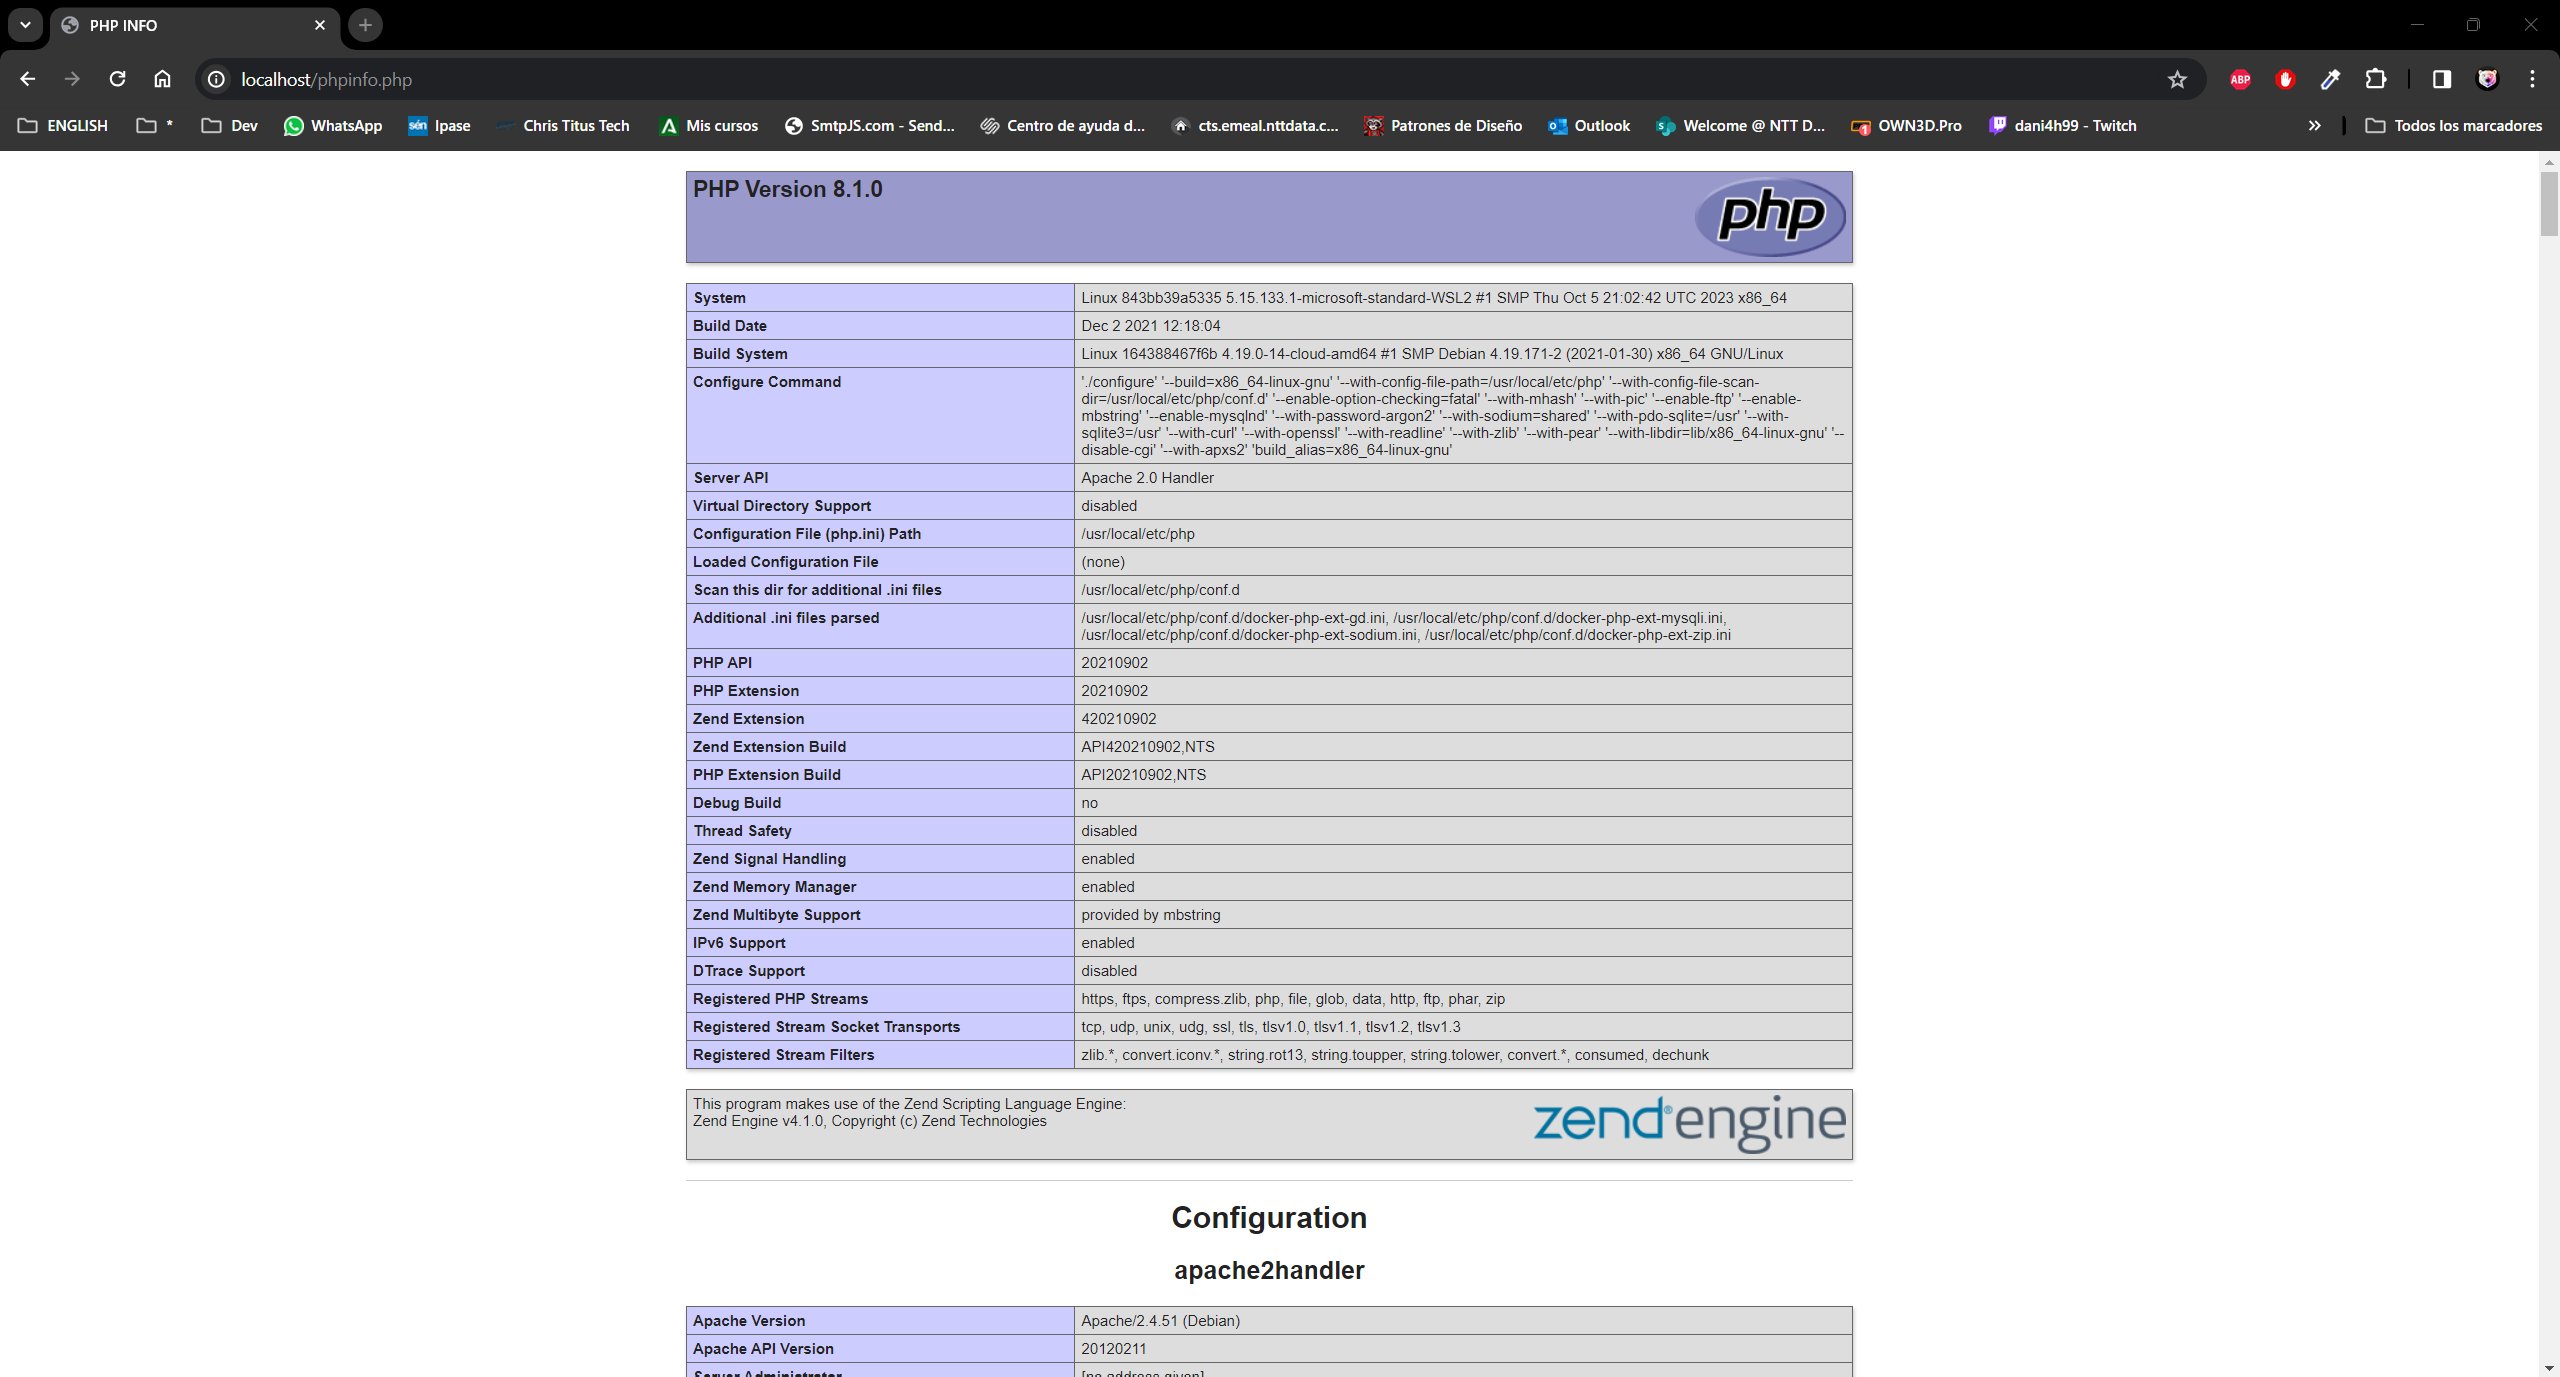 PHP INFO
localhost/phpinfo.php
ABP
ENGLISH
*
Dev
WhatsApp
sén Ipase
Chris Titus Tech
Mis cursos
SmtpJS.com - Send...
Centro de ayuda d...
cts.emeal.nttdata.c...
Patrones de Diseño
Outlook
Welcome @ NTT D...
OWN3D.Pro
dani4h99 - Twitch
Todos los marcadores
PHP Version 8.1.0
php
System Linux 843bb39a5335 5.15.133.1-microsoft-standard-WSL2 #1 SMP Thu Oct 5 21:02:42 UTC 2023 x86_64
Build Date Dec 2 2021 12:18:04
Build System Linux 164388467f6b 4.19.0-14-cloud-amd64 #1 SMP Debian 4.19.171-2 (2021-01-30) x86_64 GNU/Linux
Configure Command './configure' '--build=x86_64-linux-gnu' '--with-config-file-path=/usr/local/etc/php' '--with-config-file-scan-
dir=/usr/local/etc/php/conf.d' '--enable-option-checking=fatal' '--with-mhash' '--with-pic' '--enable-ftp' '--enable-
mbstring' '--enable-mysqlnd' '--with-password-argon2' '--with-sodium=shared' '--with-pdo-sqlite=/usr' '--with-
sqlite3=/usr' '--with-curl' '--with-openssl' '--with-readline' '--with-zlib' '--with-pear' '--with-libdir=lib/x86_64-linux-gnu' '--
disable-cgi' '--with-apxs2' 'build_alias=x86_64-linux-gnu'
Server API Apache 2.0 Handler
Virtual Directory Support disabled
Configuration File (php.ini) Path /usr/local/etc/php
Loaded Configuration File (none)
Scan this dir for additional .ini files /usr/local/etc/php/conf.d
Additional .ini files parsed /usr/local/etc/php/conf.d/docker-php-ext-gd.ini, /usr/local/etc/php/conf.d/docker-php-ext-mysqli.ini,
/usr/local/etc/php/conf.d/docker-php-ext-sodium.ini, /usr/local/etc/php/conf.d/docker-php-ext-zip.ini
PHP API 20210902
PHP Extension 20210902
Zend Extension 420210902
Zend Extension Build API420210902,NTS
PHP Extension Build API20210902,NTS
Debug Build no
Thread Safety disabled
Zend Signal Handling enabled
Zend Memory Manager enabled
Zend Multibyte Support provided by mbstring
IPv6 Support enabled
DTrace Support disabled
Registered PHP Streams https, ftps, compress.zlib, php, file, glob, data, http, ftp, phar, zip
Registered Stream Socket Transports tcp, udp, unix, udg, ssl, tls, tlsv1.0, tlsv1.1, tlsv1.2, tlsv1.3
Registered Stream Filters zlib.*, convert.iconv.*, string.rot13, string.toupper, string.tolower, convert.*, consumed, dechunk
This program makes use of the Zend Scripting Language Engine:
Zend Engine v4.1.0, Copyright (c) Zend Technologies
zend® engine
Configuration
apache2handler
Apache Version Apache/2.4.51 (Debian)
Apache API Version 20120211
Server Administrator [no address given]